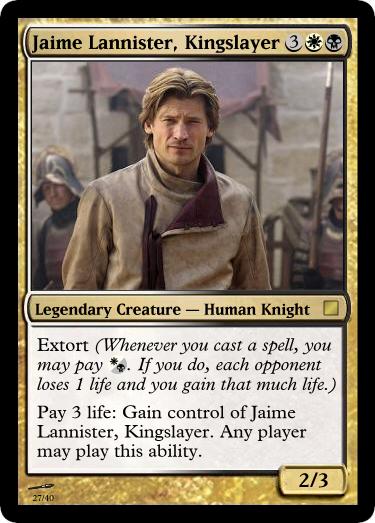 Jaime Lannister, Kingslayer 3
Legendary Creature — Human Knight
Extort (Whenever you cast a spell, you
may pay . If you do, each opponent
loses 1 life and you gain that much life.)
Pay 3 life: Gain control of Jaime
Lannister, Kingslayer. Any player
may play this ability.
2/3
27/40